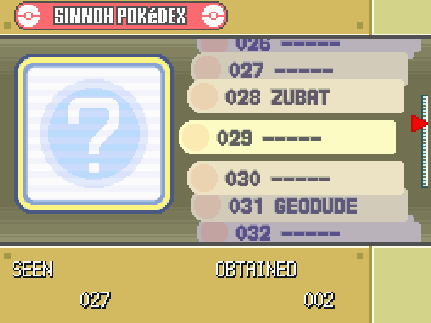 SINNOH POKéDEX
026 -----
027 -----
028 ZUBAT
029 -----
030 -----
031 GEODUDE
032 -----
?
SEEN
027
OBTAINED
002